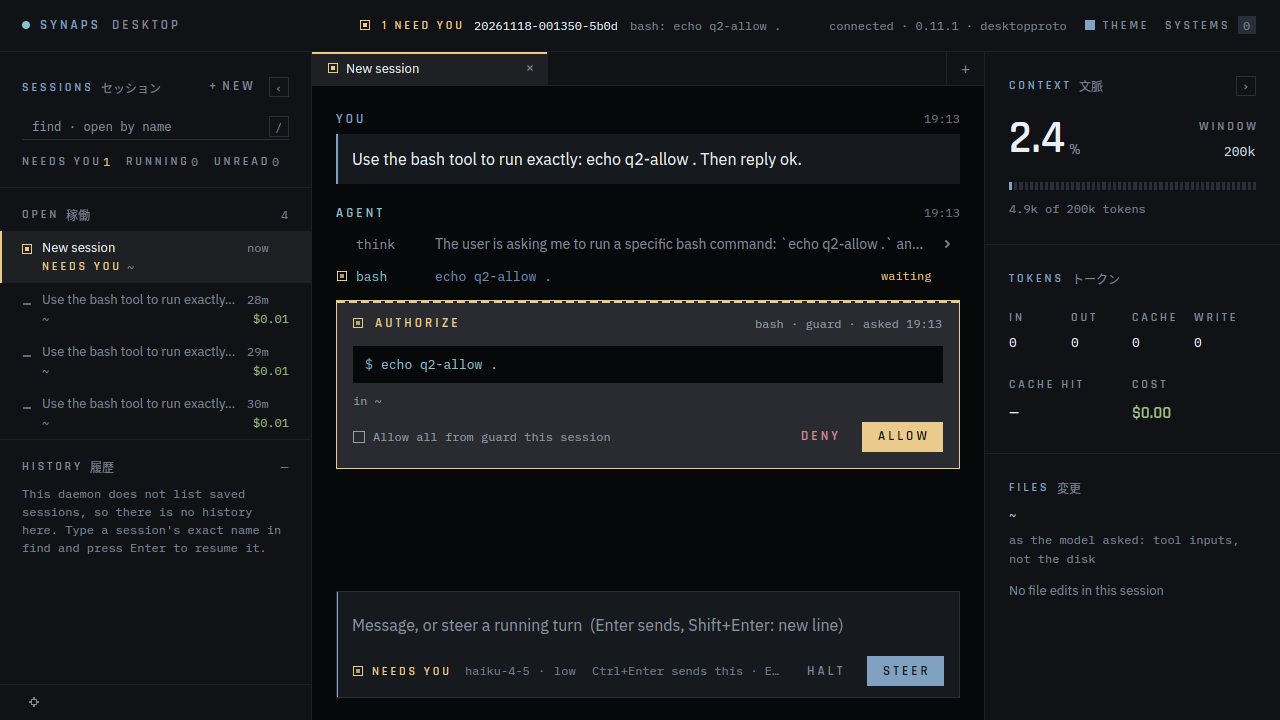 SYNAPS DESKTOP
1 NEED YOU 20261118-001350-5b0d bash: echo q2-allow .
connected · 0.11.1 · desktopproto
THEME SYSTEMS 0
SESSIONS セッション + NEW ‹
find · open by name /
NEEDS YOU 1 RUNNING 0 UNREAD 0
OPEN 稼働 4
New session now
NEEDS YOU ~
Use the bash tool to run exactly... 28m
~ $0.01
Use the bash tool to run exactly... 29m
~ $0.01
Use the bash tool to run exactly... 30m
~ $0.01
HISTORY 履歴 —
This daemon does not list saved
sessions, so there is no history
here. Type a session's exact name in
find and press Enter to resume it.
New session × +
YOU 19:13
Use the bash tool to run exactly: echo q2-allow . Then reply ok.
AGENT 19:13
think The user is asking me to run a specific bash command: `echo q2-allow .` an... ›
bash echo q2-allow . waiting
AUTHORIZE bash · guard · asked 19:13
$ echo q2-allow .
in ~
Allow all from guard this session DENY ALLOW
Message, or steer a running turn (Enter sends, Shift+Enter: new line)
NEEDS YOU haiku-4-5 · low Ctrl+Enter sends this · E… HALT STEER
CONTEXT 文脈 ›
2.4 % WINDOW
200k
4.9k of 200k tokens
TOKENS トークン
IN OUT CACHE WRITE
0 0 0 0
CACHE HIT COST
— $0.00
FILES 変更
~
as the model asked: tool inputs,
not the disk
No file edits in this session